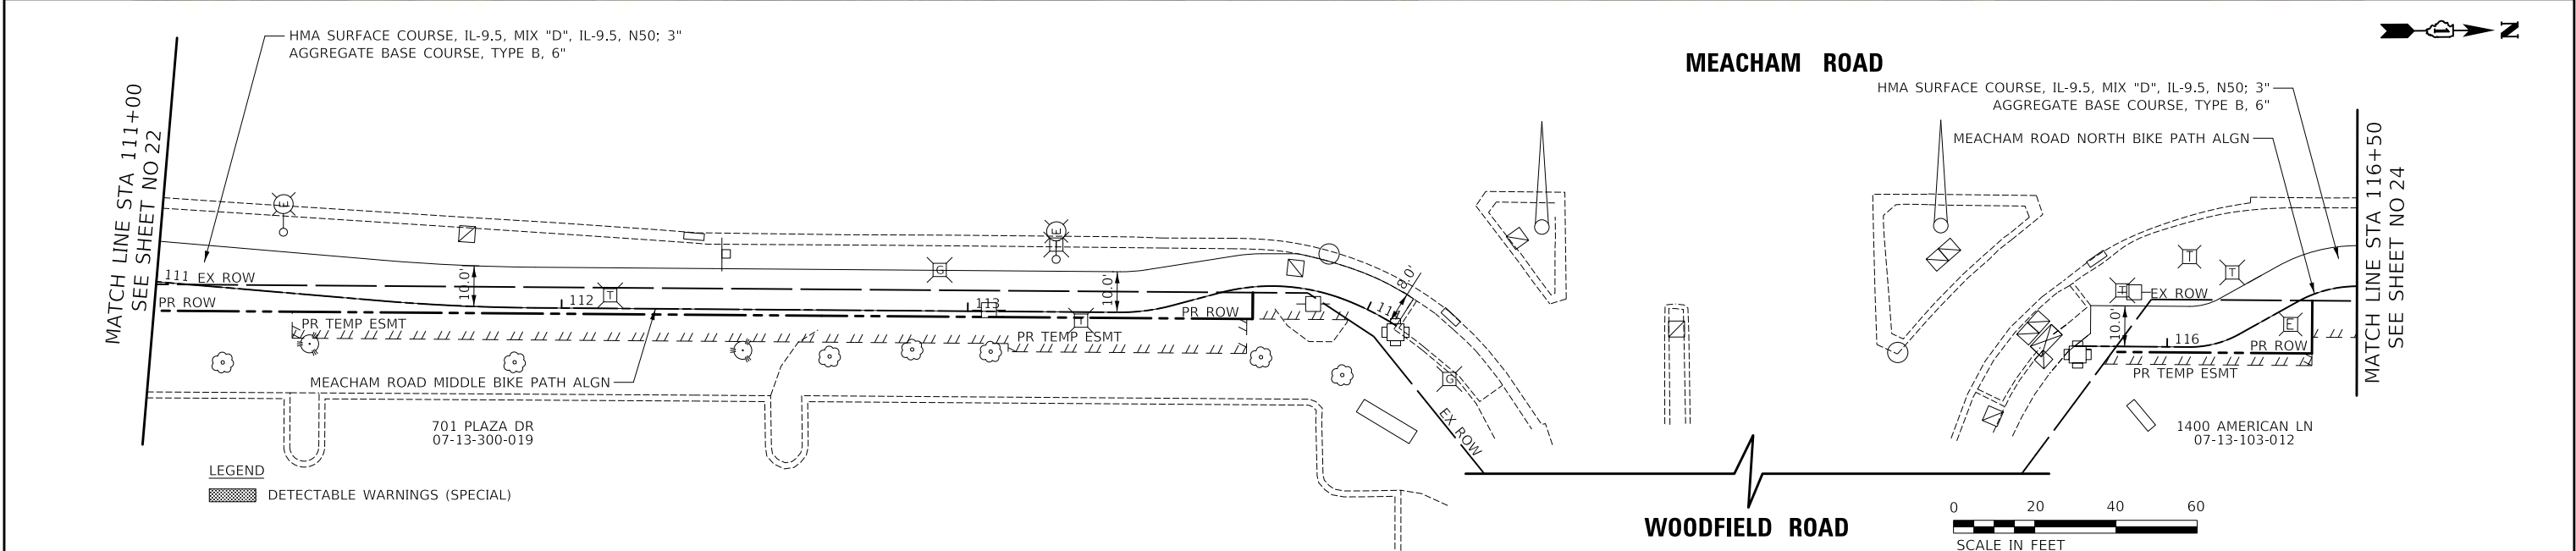 HMA SURFACE COURSE, IL-9.5, MIX "D", IL-9.5, N50; 3"
AGGREGATE BASE COURSE, TYPE B, 6"
MEACHAM ROAD
N
HMA SURFACE COURSE, IL-9.5, MIX "D", IL-9.5, N50; 3"
AGGREGATE BASE COURSE, TYPE B, 6"
MEACHAM ROAD NORTH BIKE PATH ALGN
MATCH LINE STA 111+00
SEE SHEET NO 22
MATCH LINE STA 116+50
SEE SHEET NO 24
E
E
T
G
T
T
111 EX ROW
10.0'
10.0'
8.0'
EX ROW
PR ROW
112
T
113
PR ROW
T
10.0'
E
PR TEMP ESMT
PR TEMP ESMT
116
PR ROW
PR TEMP ESMT
G
MEACHAM ROAD MIDDLE BIKE PATH ALGN
EX ROW
701 PLAZA DR
07-13-300-019
1400 AMERICAN LN
07-13-103-012
LEGEND
DETECTABLE WARNINGS (SPECIAL)
WOODFIELD ROAD
0 20 40 60
SCALE IN FEET